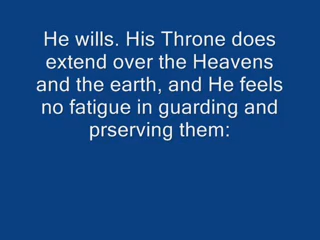 He wills. His Throne does
extend over the Heavens
and the earth, and He feels
no fatigue in guarding and
prserving them: